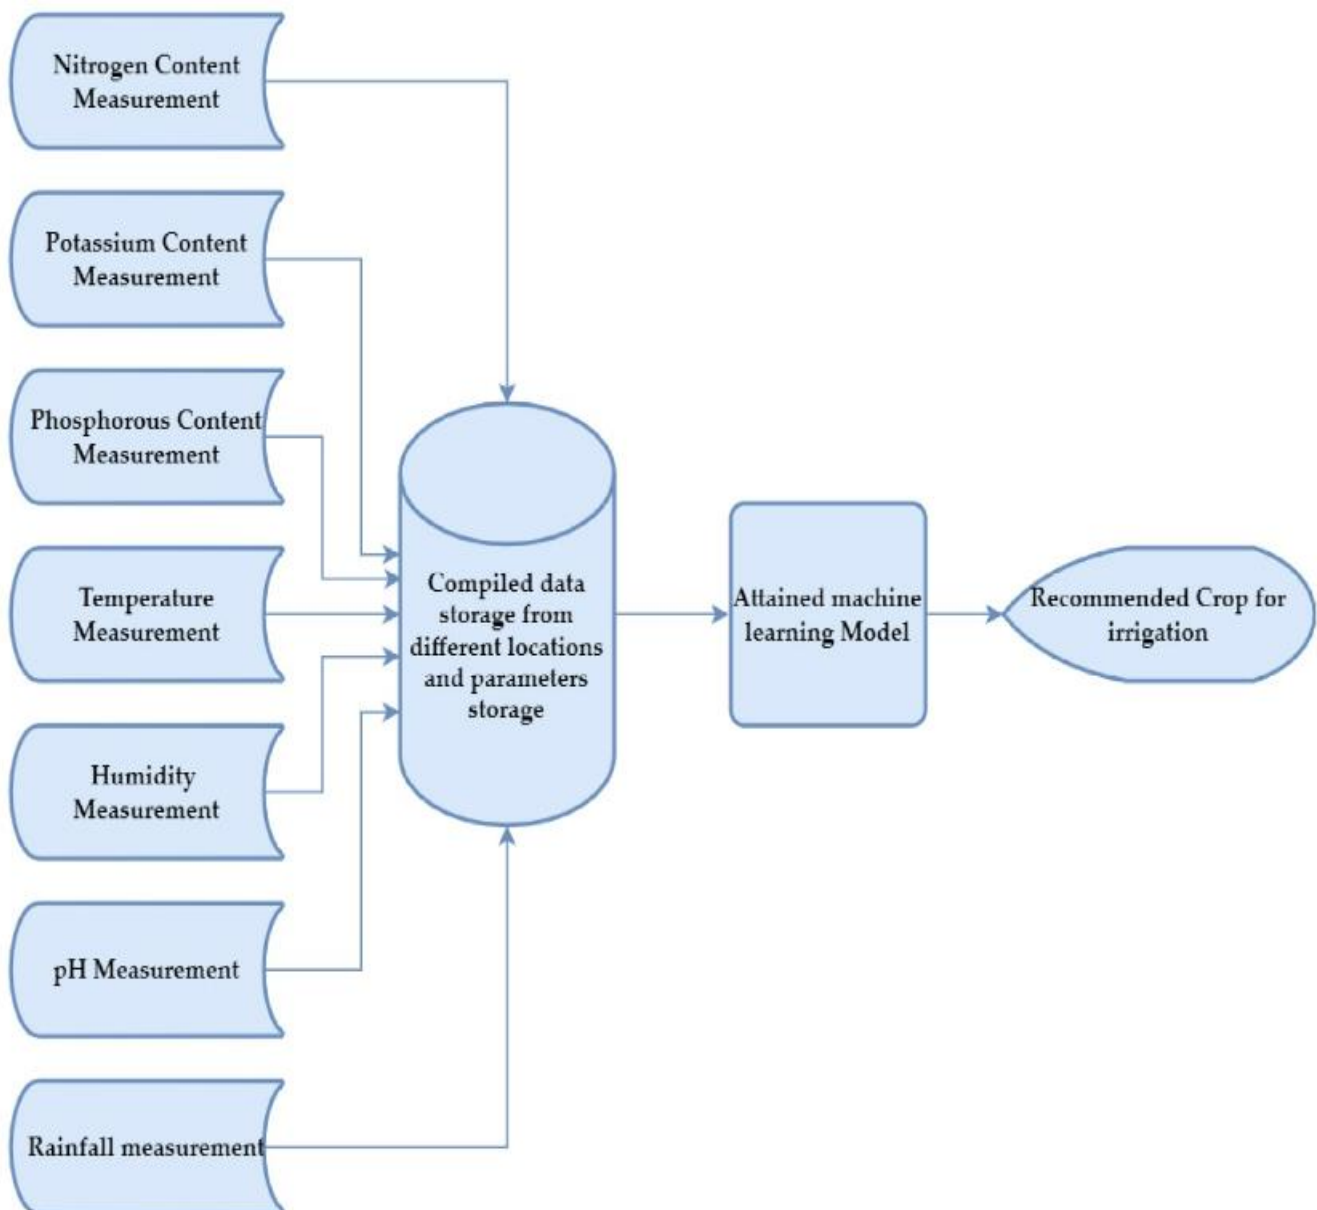 Nitrogen Content
Measurement
Potassium Content
Measurement
Phosphorous Content
Measurement
Temperature
Measurement
Humidity
Measurement
pH Measurement
Rainfall measurement
Compiled data
storage from
different locations
and parameters
storage
Attained machine
learning Model
Recommended Crop for
irrigation